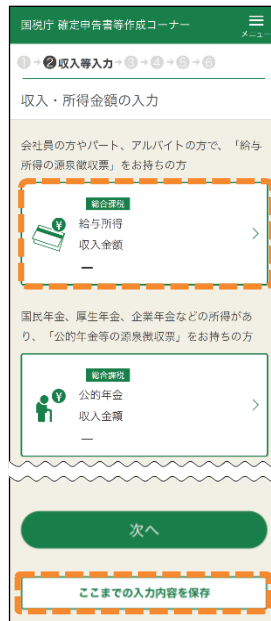 国税庁 確定申告書等作成コーナー
メニュー
1→2収入等入力→3→4→5→6
収入・所得金額の入力
会社員の方やパート、アルバイトの方で、「給与
所得の源泉徴収票」をお持ちの方
総合課税
給与所得
収入金額
―
国民年金、厚生年金、企業年金などの所得があ
り、「公的年金等の源泉徴収票」をお持ちの方
総合課税
公的年金
収入金額
―
次へ
ここまでの入力内容を保存